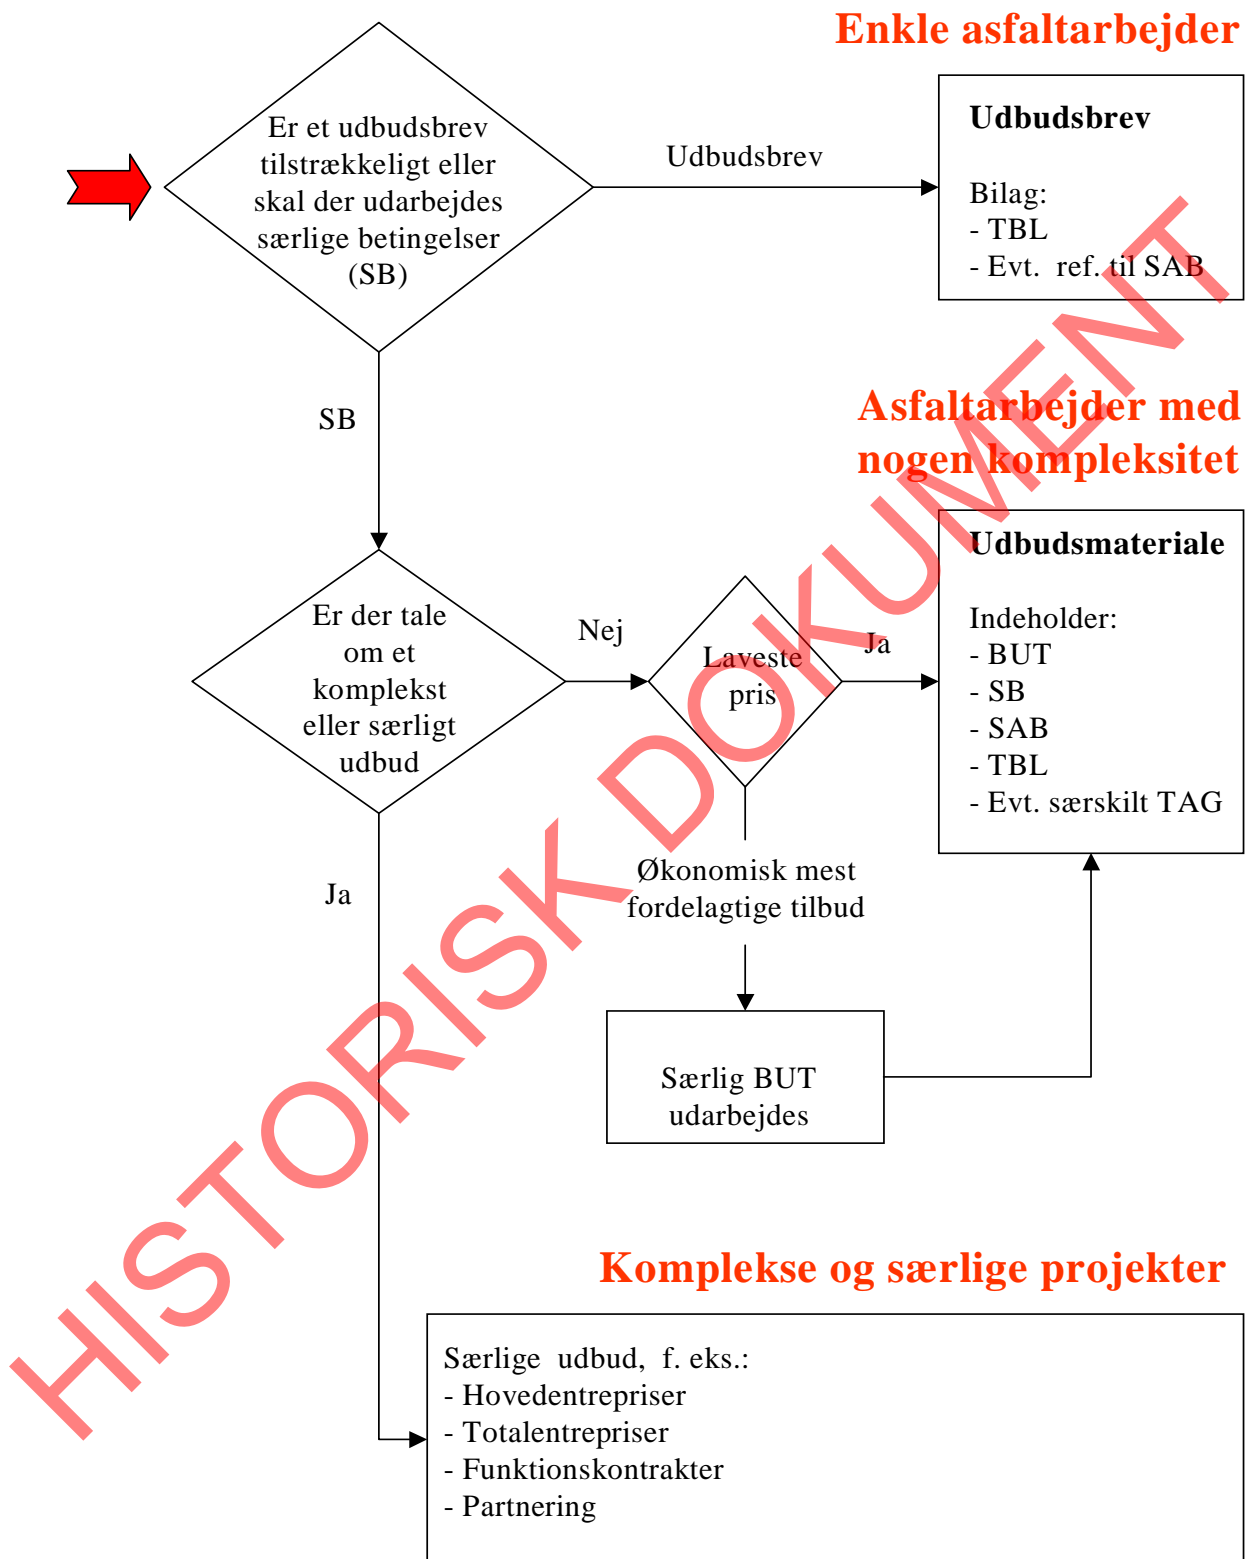 Enkle asfaltarbejder
Er et udbudsbrev
tilstrækkeligt eller
skal der udarbejdes
særlige betingelser
(SB)
Udbudsbrev
Udbudsbrev
Bilag:
- TBL
- Evt. ref. til SAB
SB
Asfaltarbejder med
nogen kompleksitet
Er der tale
om et
komplekst
eller særligt
udbud
Nej
Laveste
pris
Ja
Udbudsmateriale
Indeholder:
- BUT
- SB
- SAB
- TBL
- Evt. særskilt TAG
Økonomisk mest
fordelagtige tilbud
Særlig BUT
udarbejdes
Ja
Komplekse og særlige projekter
Særlige udbud, f. eks.:
- Hovedentrepriser
- Totalentrepriser
- Funktionskontrakter
- Partnering
HISTORISK DOKUMENT